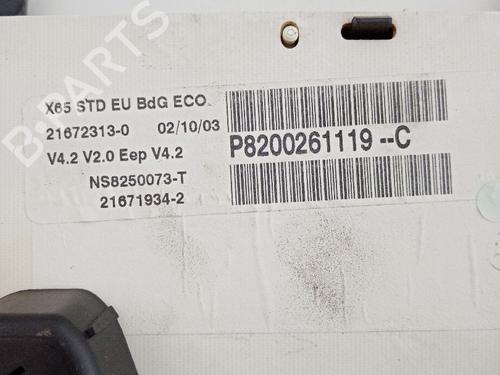 B-PARTS
X65 STD EU BdG ECO.
21672313-0 02/10/03
V4.2 V2.0 Eep V4.2
P8200261119 --C
NS8250073-T
21671934-2